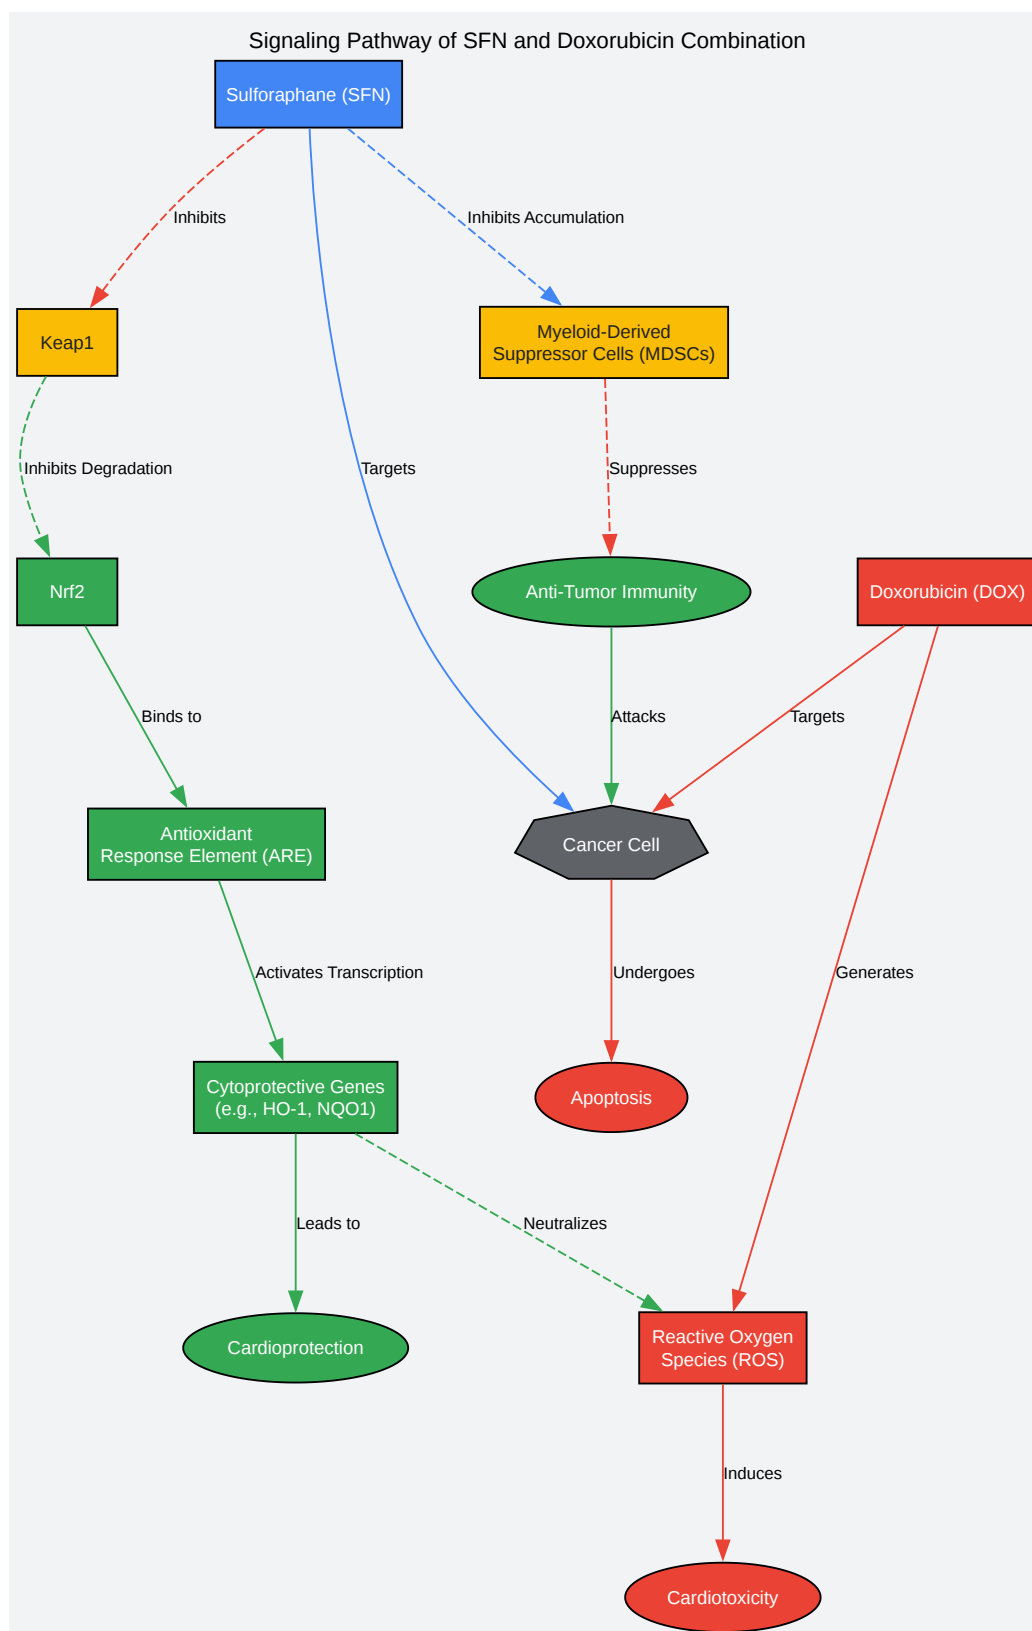 Signaling Pathway of SFN and Doxorubicin Combination
Sulforaphane (SFN)
Inhibits
Inhibits Accumulation
Keap1
Myeloid-Derived
Suppressor Cells (MDSCs)
Inhibits Degradation
Targets
Suppresses
Nrf2
Anti-Tumor Immunity
Doxorubicin (DOX)
Binds to
Attacks
Targets
Antioxidant
Response Element (ARE)
Cancer Cell
Activates Transcription
Undergoes
Generates
Cytoprotective Genes
(e.g., HO-1, NQO1)
Apoptosis
Leads to
Neutralizes
Cardioprotection
Reactive Oxygen
Species (ROS)
Induces
Cardiotoxicity